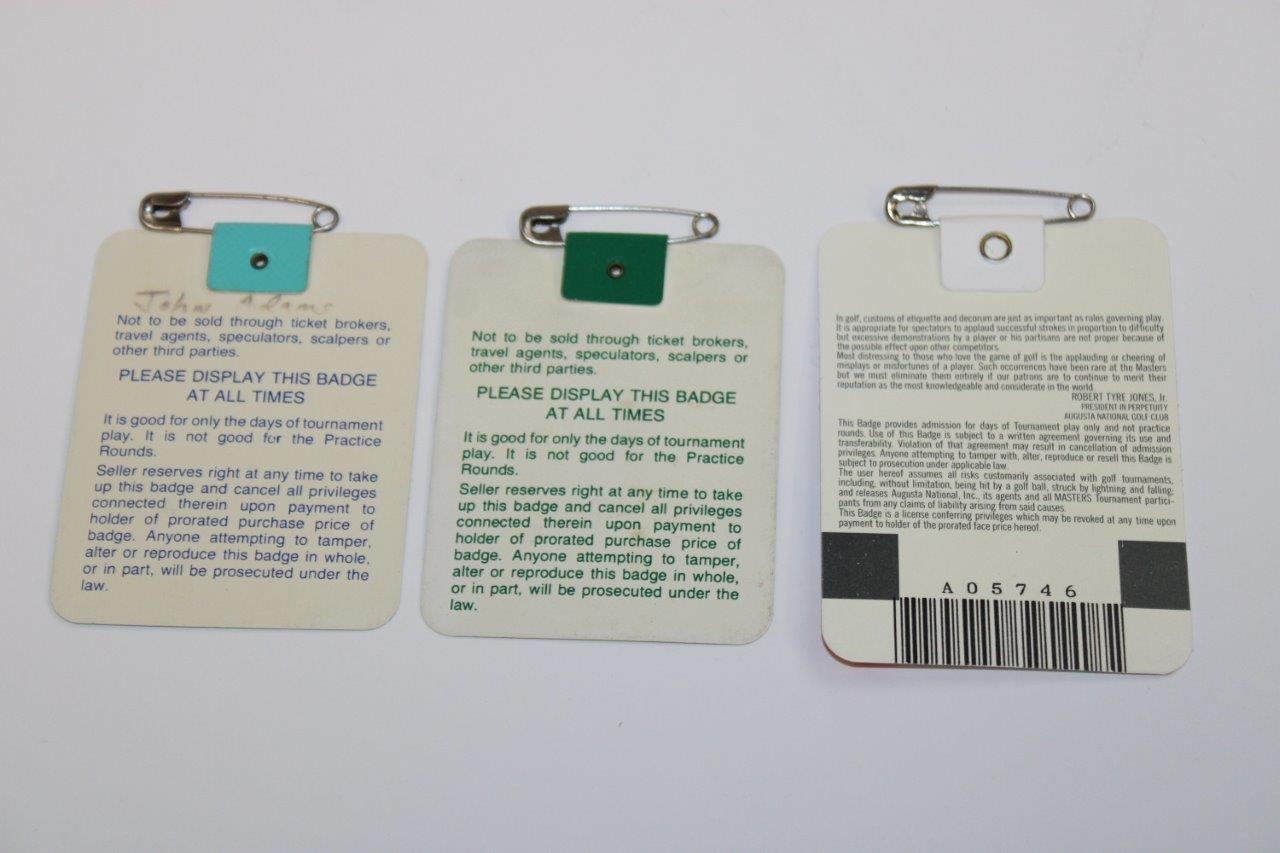 John Adams
Not to be sold through ticket brokers,
travel agents, speculators, scalpers or
other third parties.
PLEASE DISPLAY THIS BADGE
AT ALL TIMES
It is good for only the days of tournament
play. It is not good for the Practice
Rounds.
Seller reserves right at any time to take
up this badge and cancel all privileges
connected therein upon payment to
holder of prorated purchase price of
badge. Anyone attempting to tamper,
alter or reproduce this badge in whole,
or in part, will be prosecuted under the
law.
Not to be sold through ticket brokers,
travel agents, speculators, scalpers or
other third parties.
PLEASE DISPLAY THIS BADGE
AT ALL TIMES
It is good for only the days of tournament
play. It is not good for the Practice
Rounds.
Seller reserves right at any time to take
up this badge and cancel all privileges
connected therein upon payment to
holder of prorated purchase price of
badge. Anyone attempting to tamper,
alter or reproduce this badge in whole,
or in part, will be prosecuted under the
law.
In golf, customs of etiquette and decorum are just as important as rules governing play.
It is appropriate for spectators to applaud successful strokes in proportion to difficulty
but excessive demonstrations by a player or his partisans are not proper because of
the possible effect upon other competitors.
Most distressing to those who love the game of golf is the applauding or cheering of
misplays or misfortunes of a player. Such occurrences have been rare at the Masters
but we must eliminate them entirely if our patrons are to continue to merit their
reputation as the most knowledgeable and considerate in the world.
ROBERT TYRE JONES, Jr.
PRESIDENT IN PERPETUITY
AUGUSTA NATIONAL GOLF CLUB
This Badge provides admission for days of Tournament play only and not practice
rounds. Use of this Badge is subject to a written agreement governing its use and
transferability. Violation of that agreement may result in cancellation of admission
privileges. Anyone attempting to tamper with, alter, reproduce or resell this Badge is
subject to prosecution under applicable law.
The user hereof assumes all risks customarily associated with golf tournaments,
including, without limitation, being hit by a golf ball, struck by lightning and falling;
and releases Augusta National, Inc., its agents and all MASTERS Tournament partici-
pants from any claims of liability arising from said causes.
This Badge is a license conferring privileges which may be revoked at any time upon
payment to holder of the prorated face price hereof.
A05746